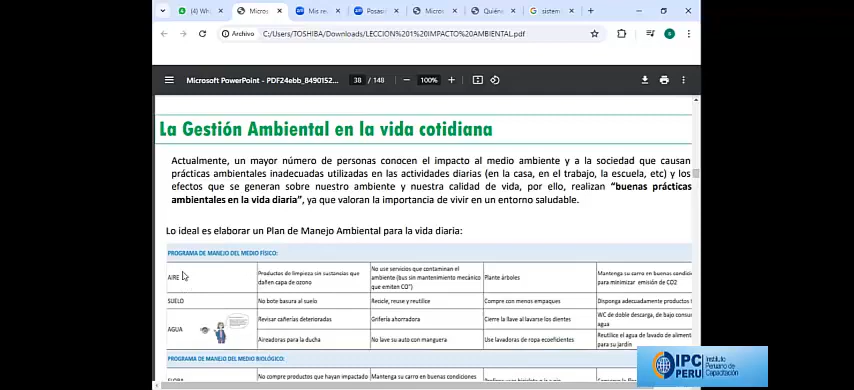 (4) Wh
Micros
Mis re
Posas
Micros
Quién
sistem
Archivo C:/Users/TOSHIBA/Downloads/LECCION%201%20IMPACTO%20AMBIENTAL.pdf
Microsoft PowerPoint - PDF24ebb_8490152... 38 / 148 100%
La Gestión Ambiental en la vida cotidiana
Actualmente, un mayor número de personas conocen el impacto al medio ambiente y a la sociedad que causan
prácticas ambientales inadecuadas utilizadas en las actividades diarias (en la casa, en el trabajo, la escuela, etc) y los
efectos que se generan sobre nuestro ambiente y nuestra calidad de vida, por ello, realizan "buenas prácticas
ambientales en la vida diaria", ya que valoran la importancia de vivir en un entorno saludable.
Lo ideal es elaborar un Plan de Manejo Ambiental para la vida diaria:
PROGRAMA DE MANEJO DEL MEDIO FÍSICO:
AIRE
Productos de limpieza sin sustancias que
dañen capa de ozono
No use servicios que contaminan el
ambiente (bus sin mantenimiento mecánico
que emiten CO")
Plante árboles
Mantenga su carro en buenas condici
para minimizar emisión de CO2
SUELO
No bote basura al suelo
Recicle, reuse y reutilice
Compre con menos empaques
Disponga adecuadamente productos
AGUA
Revisar cañerías deterioradas
Grifería ahorradora
Cierre la llave al lavarse los dientes
WC de doble descarga, de bajo consu
agua
Aireadoras para la ducha
No lave su auto con manguera
Use lavadoras de ropa ecoeficientes
Reutilice el agua de lavado de aliment
para su jardín
PROGRAMA DE MANEJO DEL MEDIO BIOLÓGICO:
No compre productos que hayan impactado
Mantenga su carro en buenas condiciones
IPC
PERU
Instituto
Peruano de
Capacitación